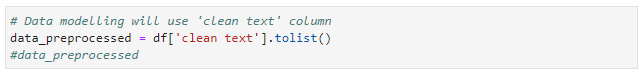 # Data modelling will use 'clean text' column
data_preprocessed = df['clean text'].tolist()
#data_preprocessed